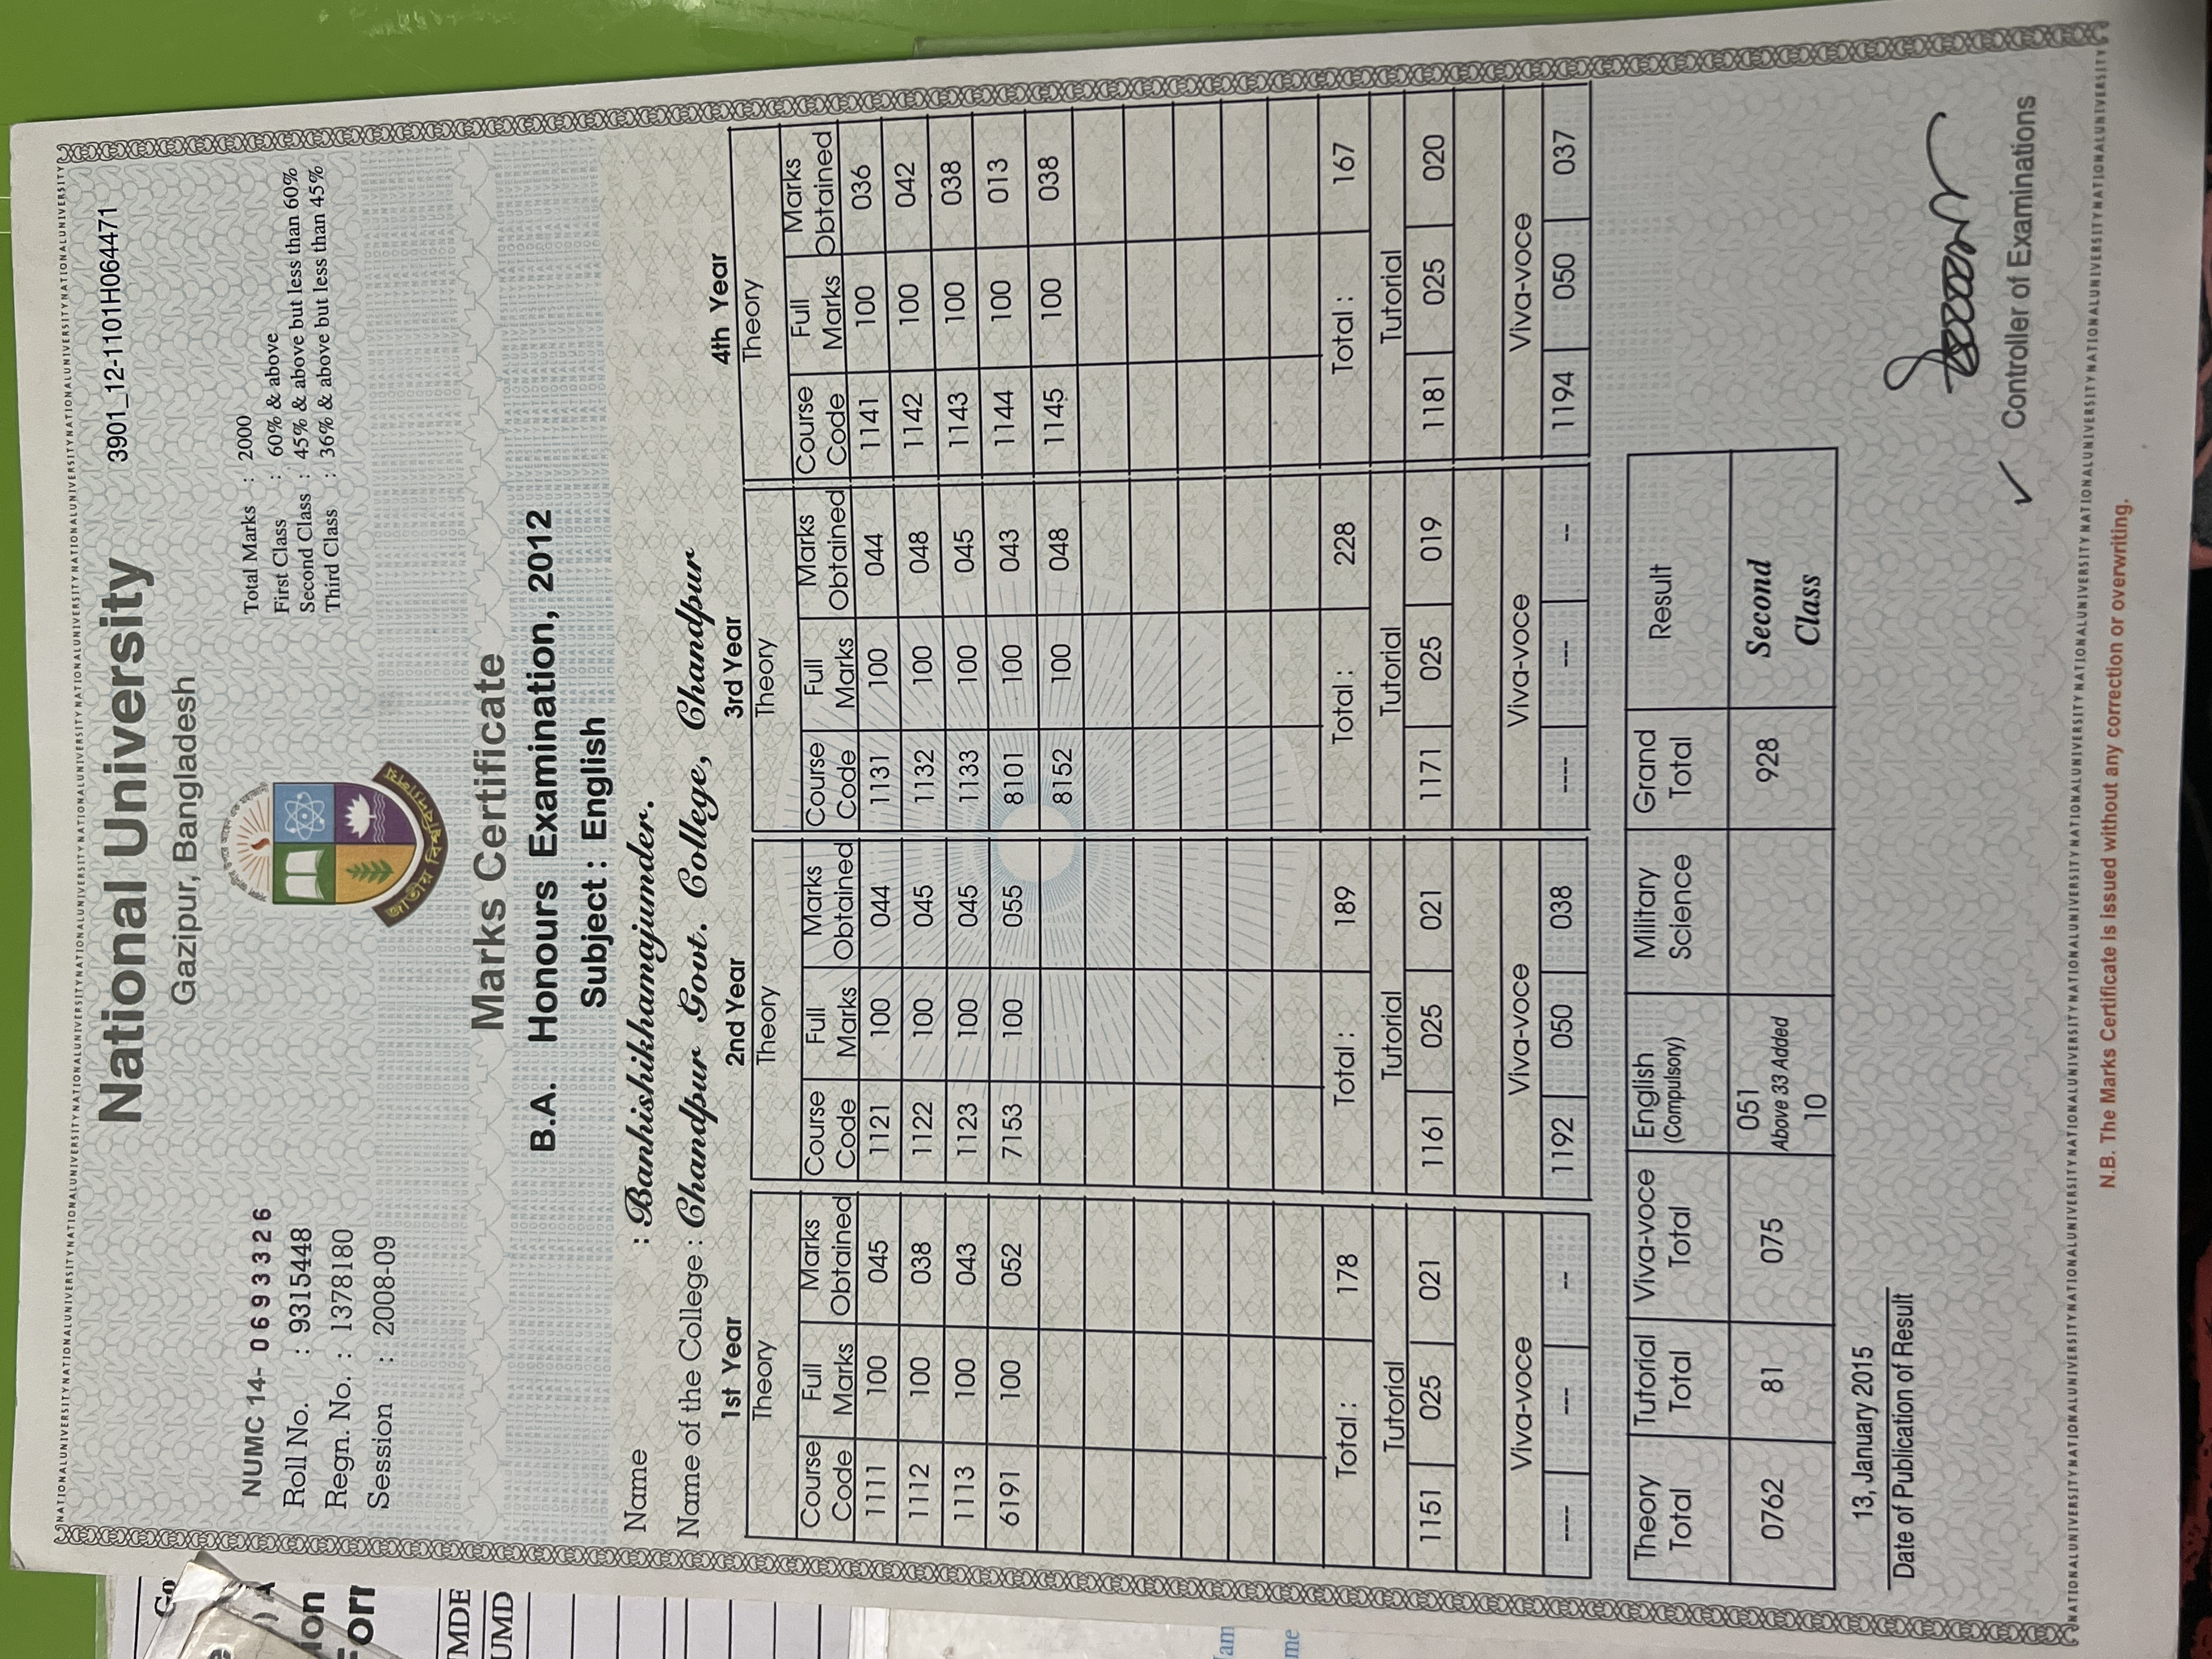 NATIONALUNIVERSITYNATIONALUNIVERSITYNATIONALUNIVERSITYNATIONALUNIVERSITYNATIONALUNIVERSITYNATIONALUNIVERSITYNATIONALUNIVERSITYNATIONALUNIVERSITYNATIONALUNIVERSITY
National University
3901_12-1101H064471
Gazipur, Bangladesh
NUMC 14- 0693326
Roll No. : 9315448
Regn. No. : 1378180
Session : 2008-09
জাতীয় বিশ্ববিদ্যালয়
Total Marks : 2000
First Class : 60% & above
Second Class : 45% & above but less than 60%
Third Class : 36% & above but less than 45%
Marks Certificate
B.A. Honours Examination, 2012
Subject : English
Name : Banhishikhamajumder.
Name of the College : Chandpur Govt. College, Chandpur
1st Year 2nd Year 3rd Year 4th Year
Theory Theory Theory Theory
Course Code Full Marks Marks Obtained Course Code Full Marks Marks Obtained Course Code Full Marks Marks Obtained Course Code Full Marks Marks Obtained
1111 100 045 1121 100 044 1131 100 044 1141 100 036
1112 100 038 1122 100 045 1132 100 048 1142 100 042
1113 100 043 1123 100 045 1133 100 045 1143 100 038
6191 100 052 7153 100 055 8101 100 043 1144 100 013
8152 100 048 1145 100 038
Total : 178 Total : 189 Total : 228 Total : 167
Tutorial Tutorial Tutorial Tutorial
1151 025 021 1161 025 021 1171 025 019 1181 025 020
Viva-voce Viva-voce Viva-voce Viva-voce
---- --- -- 1192 050 038 ---- --- -- 1194 050 037
Theory Total Tutorial Total Viva-voce Total English (Compulsory) Military Science Grand Total Result
0762 81 075 051 Above 33 Added 10 928 Second Class
13, January 2015
Date of Publication of Result
Controller of Examinations
NATIONALUNIVERSITYNATIONALUNIVERSITYNATIONALUNIVERSITYNATIONALUNIVERSITYNATIONALUNIVERSITYNATIONALUNIVERSITYNATIONALUNIVERSITYNATIONALUNIVERSITYNATIONALUNIVERSITY
N.B. The Marks Certificate is issued without any correction or overwriting.